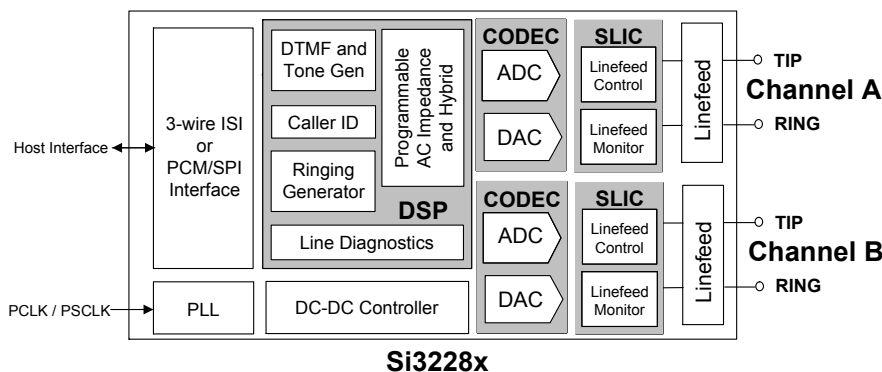 CODEC
SLIC
DTMF and
Tone Gen
Programmable
AC Impedance
and Hybrid
ADC
Linefeed
Control
Linefeed
TIP
Channel A
3-wire ISI
or
PCM/SPI
Interface
Caller ID
DAC
Linefeed
Monitor
RING
Host Interface
Ringing
Generator
DSP
CODEC
SLIC
Line Diagnostics
ADC
Linefeed
Control
Linefeed
TIP
Channel B
PCLK / PSCLK
PLL
DC-DC Controller
DAC
Linefeed
Monitor
RING
Si3228x